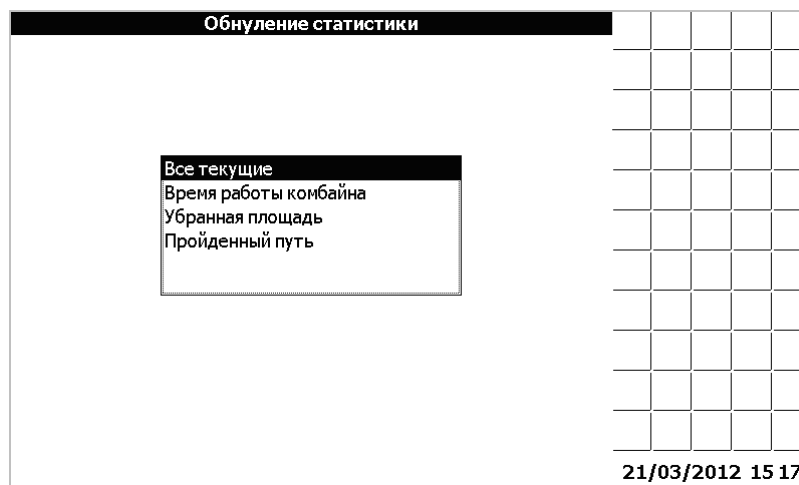 Обнуление статистики
Все текущие
Время работы комбайна
Убранная площадь
Пройденный путь
21/03/2012 15 17